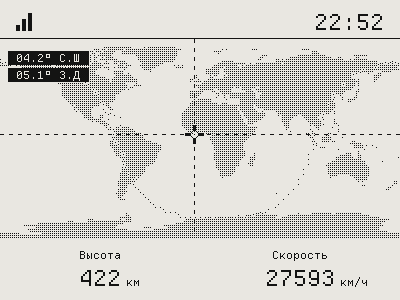 22:52
04.2° С.Ш
05.1° З.Д
Высота
Скорость
422 км
27593 км/ч